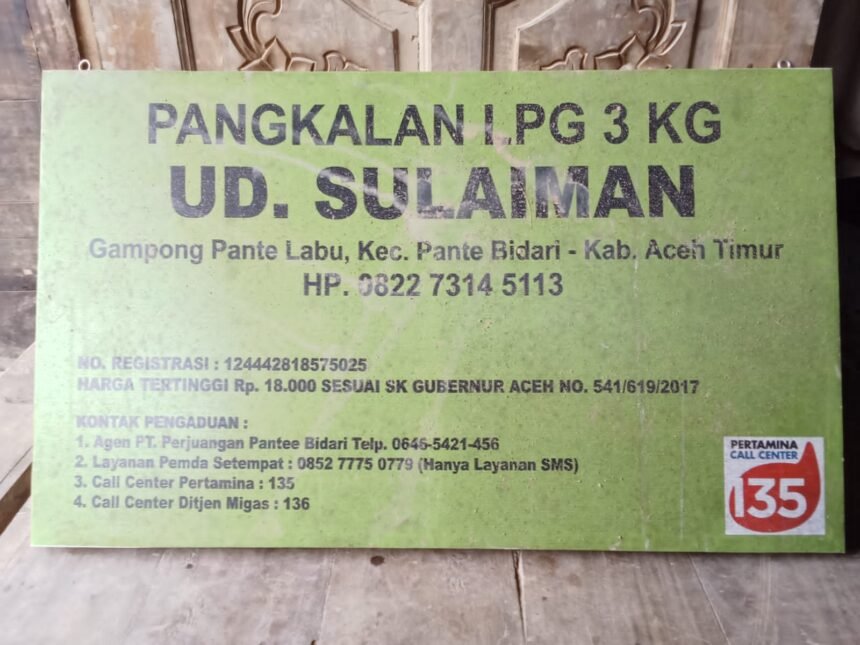 PANGKALAN LPG 3 KG
UD. SULAIMAN
Gampong Pante Labu, Kec. Pante Bidari - Kab. Aceh Timur
HP. 0822 7314 5113
NO. REGISTRASI : 124442818575025
HARGA TERTINGGI Rp. 18.000 SESUAI SK GUBERNUR ACEH NO. 541/619/2017
KONTAK PENGADUAN :
1. Agen PT. Perjuangan Pantee Bidari Telp. 0646-5421-456
2. Layanan Pemda Setempat : 0852 7775 0779 (Hanya Layanan SMS)
3. Call Center Pertamina : 135
4. Call Center Ditjen Migas : 136
PERTAMINA
CALL CENTER
135